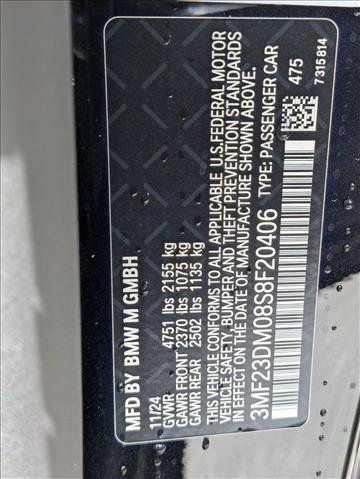 MFD BY BMW M GMBH
11/24
GVWR 4751 lbs 2155 kg
GAWR FRONT 2370 lbs 1075 kg
GAWR REAR 2502 lbs 1135 kg
THIS VEHICLE CONFORMS TO ALL APPLICABLE U.S.FEDERAL MOTOR
VEHICLE SAFETY-,BUMPER-,AND THEFT PREVENTION STANDARDS
IN EFFECT ON THE DATE OF MANUFACTURE SHOWN ABOVE.
3MF23DM08S8F20406 TYPE: PASSENGER CAR
475
7315814